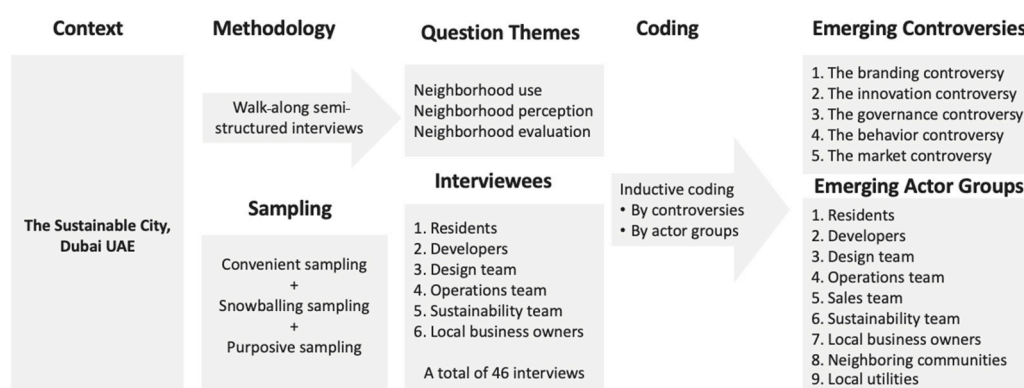 Context
The Sustainable City,
Dubai UAE
Methodology
Walk-along semi-
structured interviews
Sampling
Convenient sampling
+
Snowballing sampling
+
Purposive sampling
Question Themes
Neighborhood use
Neighborhood perception
Neighborhood evaluation
Interviewees
1. Residents
2. Developers
3. Design team
4. Operations team
5. Sustainability team
6. Local business owners
A total of 46 interviews
Coding
Inductive coding
• By controversies
• By actor groups
Emerging Controversies
1. The branding controversy
2. The innovation controversy
3. The governance controversy
4. The behavior controversy
5. The market controversy
Emerging Actor Groups
1. Residents
2. Developers
3. Design team
4. Operations team
5. Sales team
6. Sustainability team
7. Local business owners
8. Neighboring communities
9. Local utilities